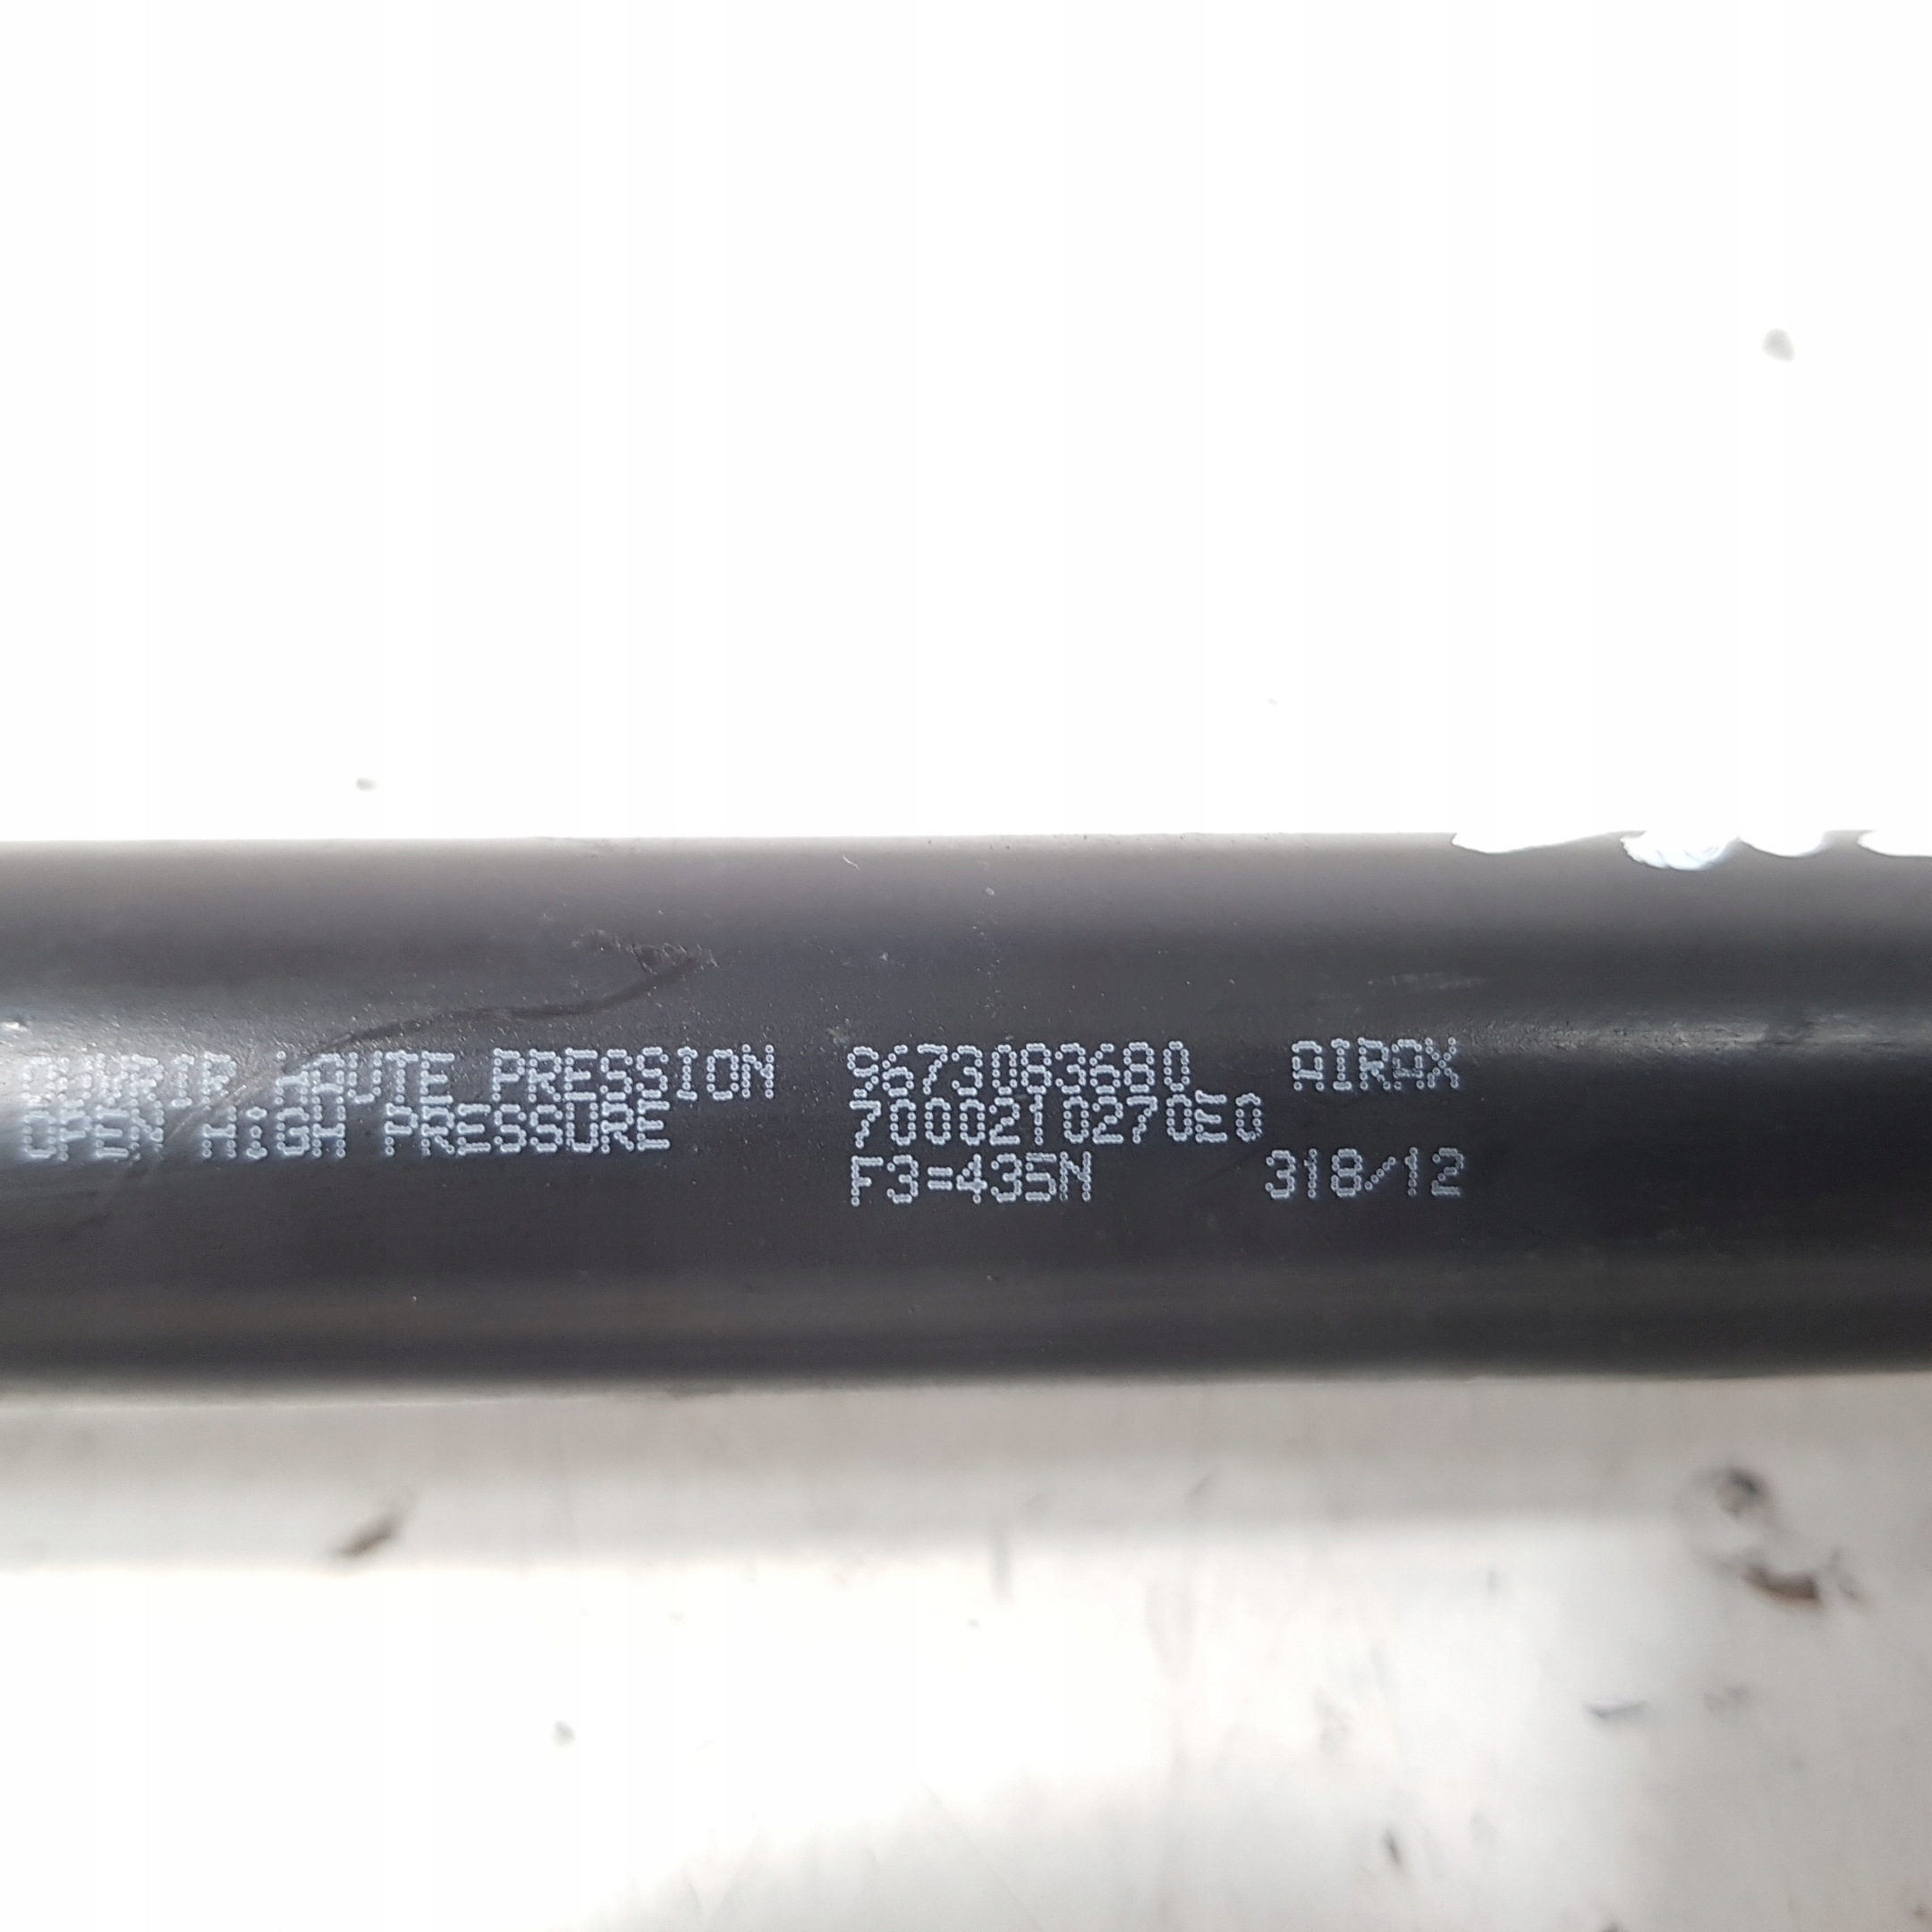 OUVRIR HAUTE PRESSION 9673083680 AIRAX
OPEN HIGH PRESSURE 7000210270E0
F3=435N 318/12